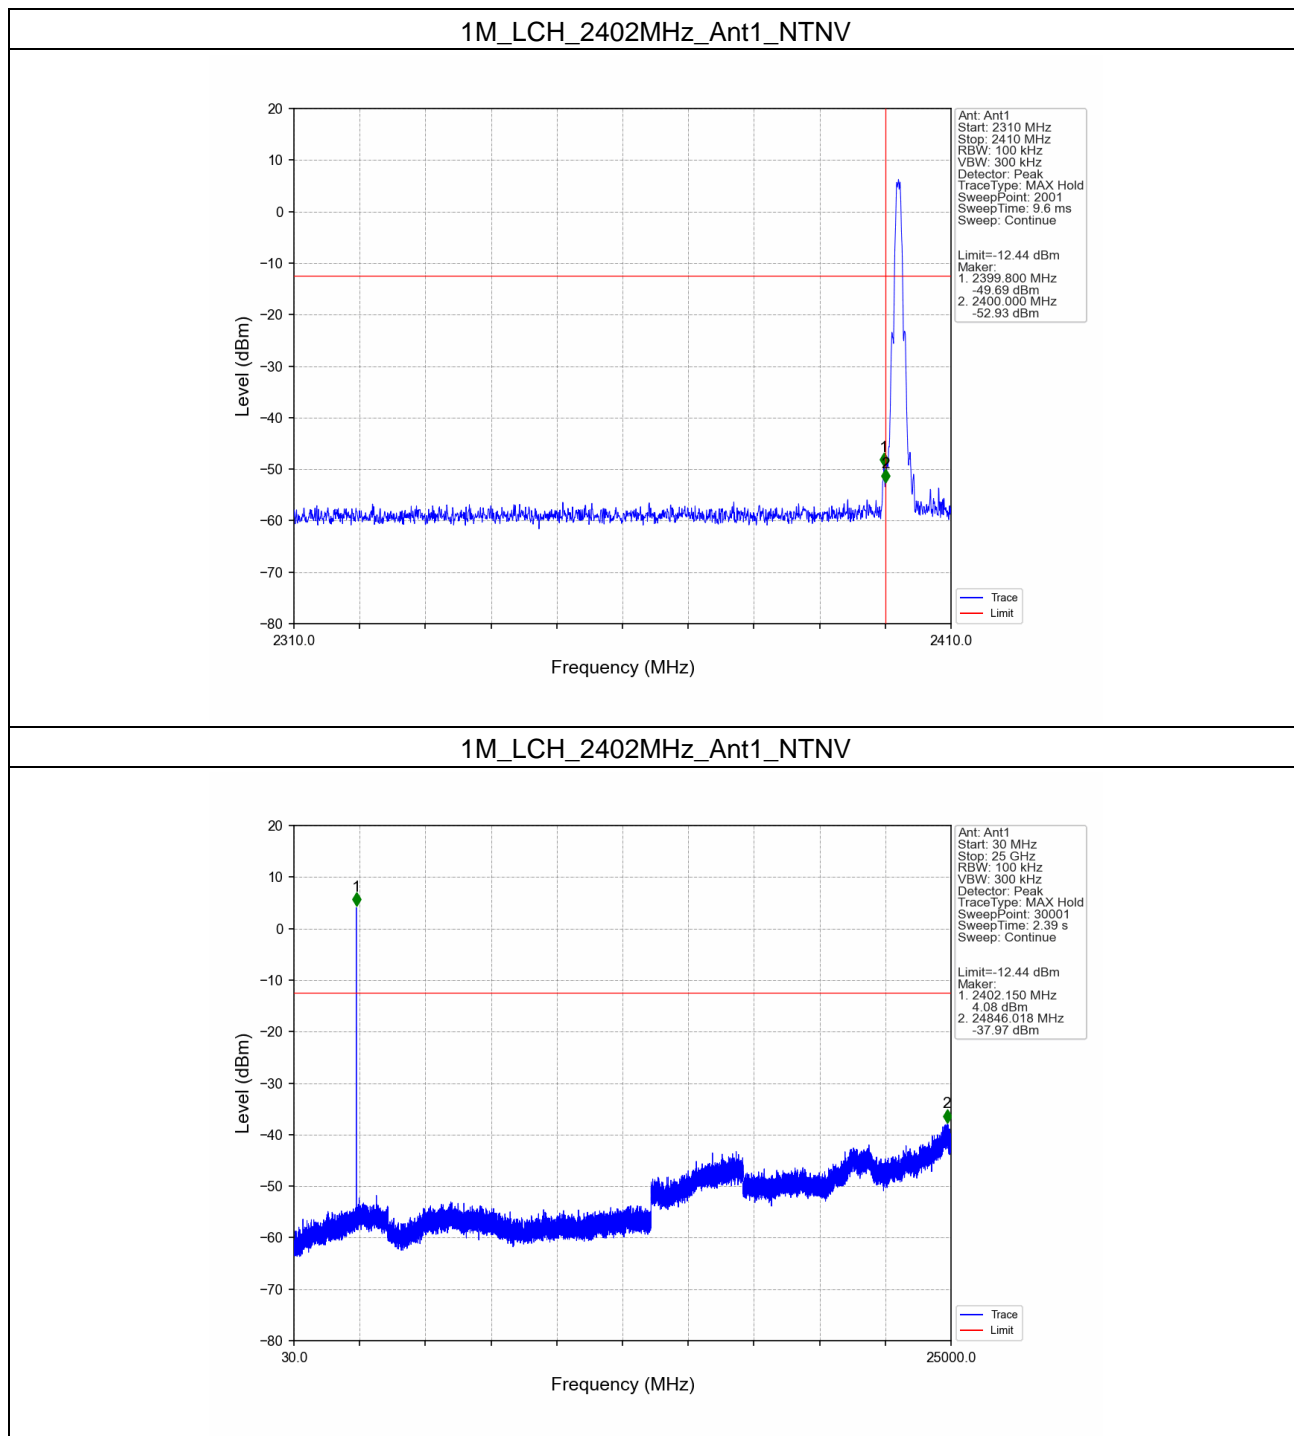 1M_LCH_2402MHz_Ant1_NTNV
20
10
0
−10
−20
−30
−40
−50
−60
−70
−80
Level (dBm)
1
2
2310.0
2410.0
Frequency (MHz)
Ant: Ant1
Start: 2310 MHz
Stop: 2410 MHz
RBW: 100 kHz
VBW: 300 kHz
Detector: Peak
TraceType: MAX Hold
SweepPoint: 2001
SweepTime: 9.6 ms
Sweep: Continue
Limit=-12.44 dBm
Maker:
1. 2399.800 MHz
-49.69 dBm
2. 2400.000 MHz
-52.93 dBm
Trace
Limit
1M_LCH_2402MHz_Ant1_NTNV
20
10
0
−10
−20
−30
−40
−50
−60
−70
−80
Level (dBm)
1
2
30.0
25000.0
Frequency (MHz)
Ant: Ant1
Start: 30 MHz
Stop: 25 GHz
RBW: 100 kHz
VBW: 300 kHz
Detector: Peak
TraceType: MAX Hold
SweepPoint: 30001
SweepTime: 2.39 s
Sweep: Continue
Limit=-12.44 dBm
Maker:
1. 2402.150 MHz
4.08 dBm
2. 24846.018 MHz
-37.97 dBm
Trace
Limit